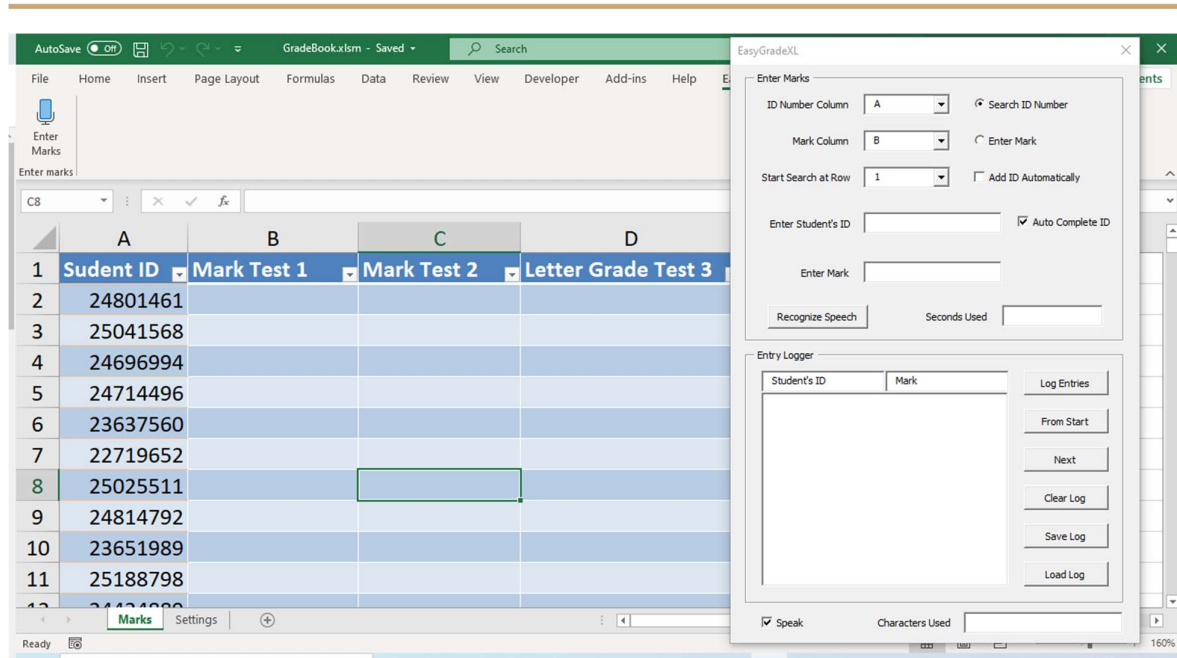 AutoSave Off GradeBook.xlsm - Saved Search
File Home Insert Page Layout Formulas Data Review View Developer Add-ins Help
Enter
Marks
Enter marks
C8 fx
A B C D
1 Sudent ID Mark Test 1 Mark Test 2 Letter Grade Test 3
2 24801461
3 25041568
4 24696994
5 24714496
6 23637560
7 22719652
8 25025511
9 24814792
10 23651989
11 25188798
Marks Settings
Ready
160%
EasyGradeXL
Enter Marks
ID Number Column A Search ID Number
Mark Column B Enter Mark
Start Search at Row 1 Add ID Automatically
Enter Student's ID Auto Complete ID
Enter Mark
Recognize Speech Seconds Used
Entry Logger
Student's ID Mark Log Entries
From Start
Next
Clear Log
Save Log
Load Log
Speak Characters Used